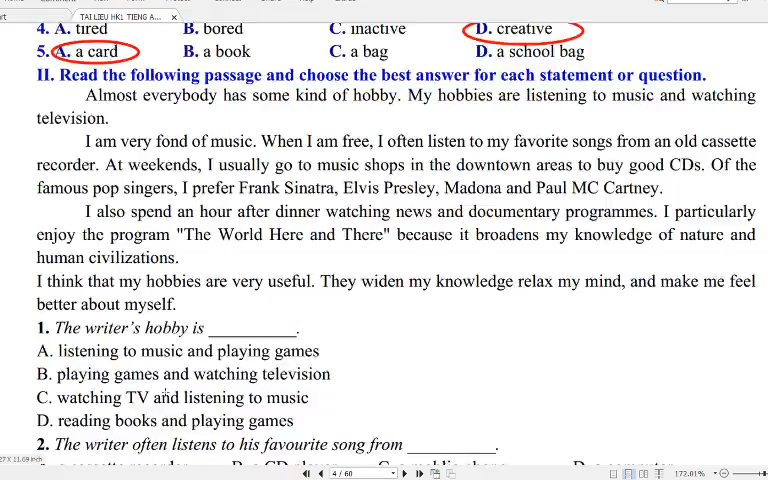 TAI LIEU HK1 TIENG A... ×
4. A. tired B. bored C. inactive D. creative
5. A. a card B. a book C. a bag D. a school bag
II. Read the following passage and choose the best answer for each statement or question.
Almost everybody has some kind of hobby. My hobbies are listening to music and watching
television.
I am very fond of music. When I am free, I often listen to my favorite songs from an old cassette
recorder. At weekends, I usually go to music shops in the downtown areas to buy good CDs. Of the
famous pop singers, I prefer Frank Sinatra, Elvis Presley, Madona and Paul MC Cartney.
I also spend an hour after dinner watching news and documentary programmes. I particularly
enjoy the program "The World Here and There" because it broadens my knowledge of nature and
human civilizations.
I think that my hobbies are very useful. They widen my knowledge relax my mind, and make me feel
better about myself.
1. The writer's hobby is __________.
A. listening to music and playing games
B. playing games and watching television
C. watching TV and listening to music
D. reading books and playing games
2. The writer often listens to his favourite song from __________.
4 / 60 172.01%